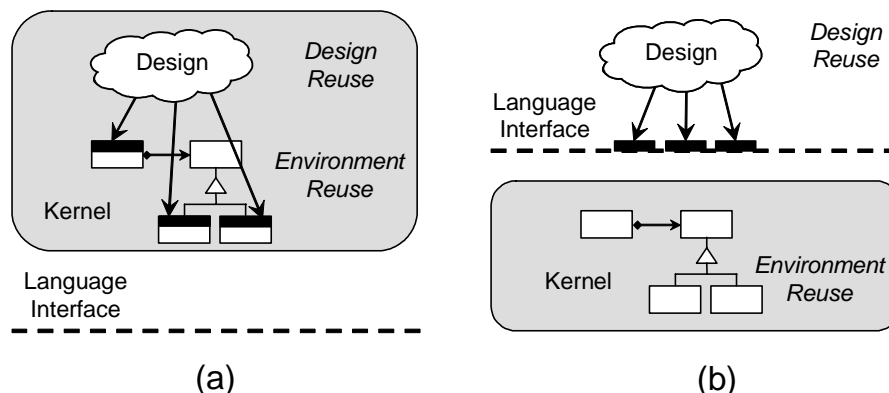 Design
Design
Reuse
Environment
Reuse
Kernel
Language
Interface
(a)
Design
Design
Reuse
Language
Interface
Kernel
Environment
Reuse
(b)